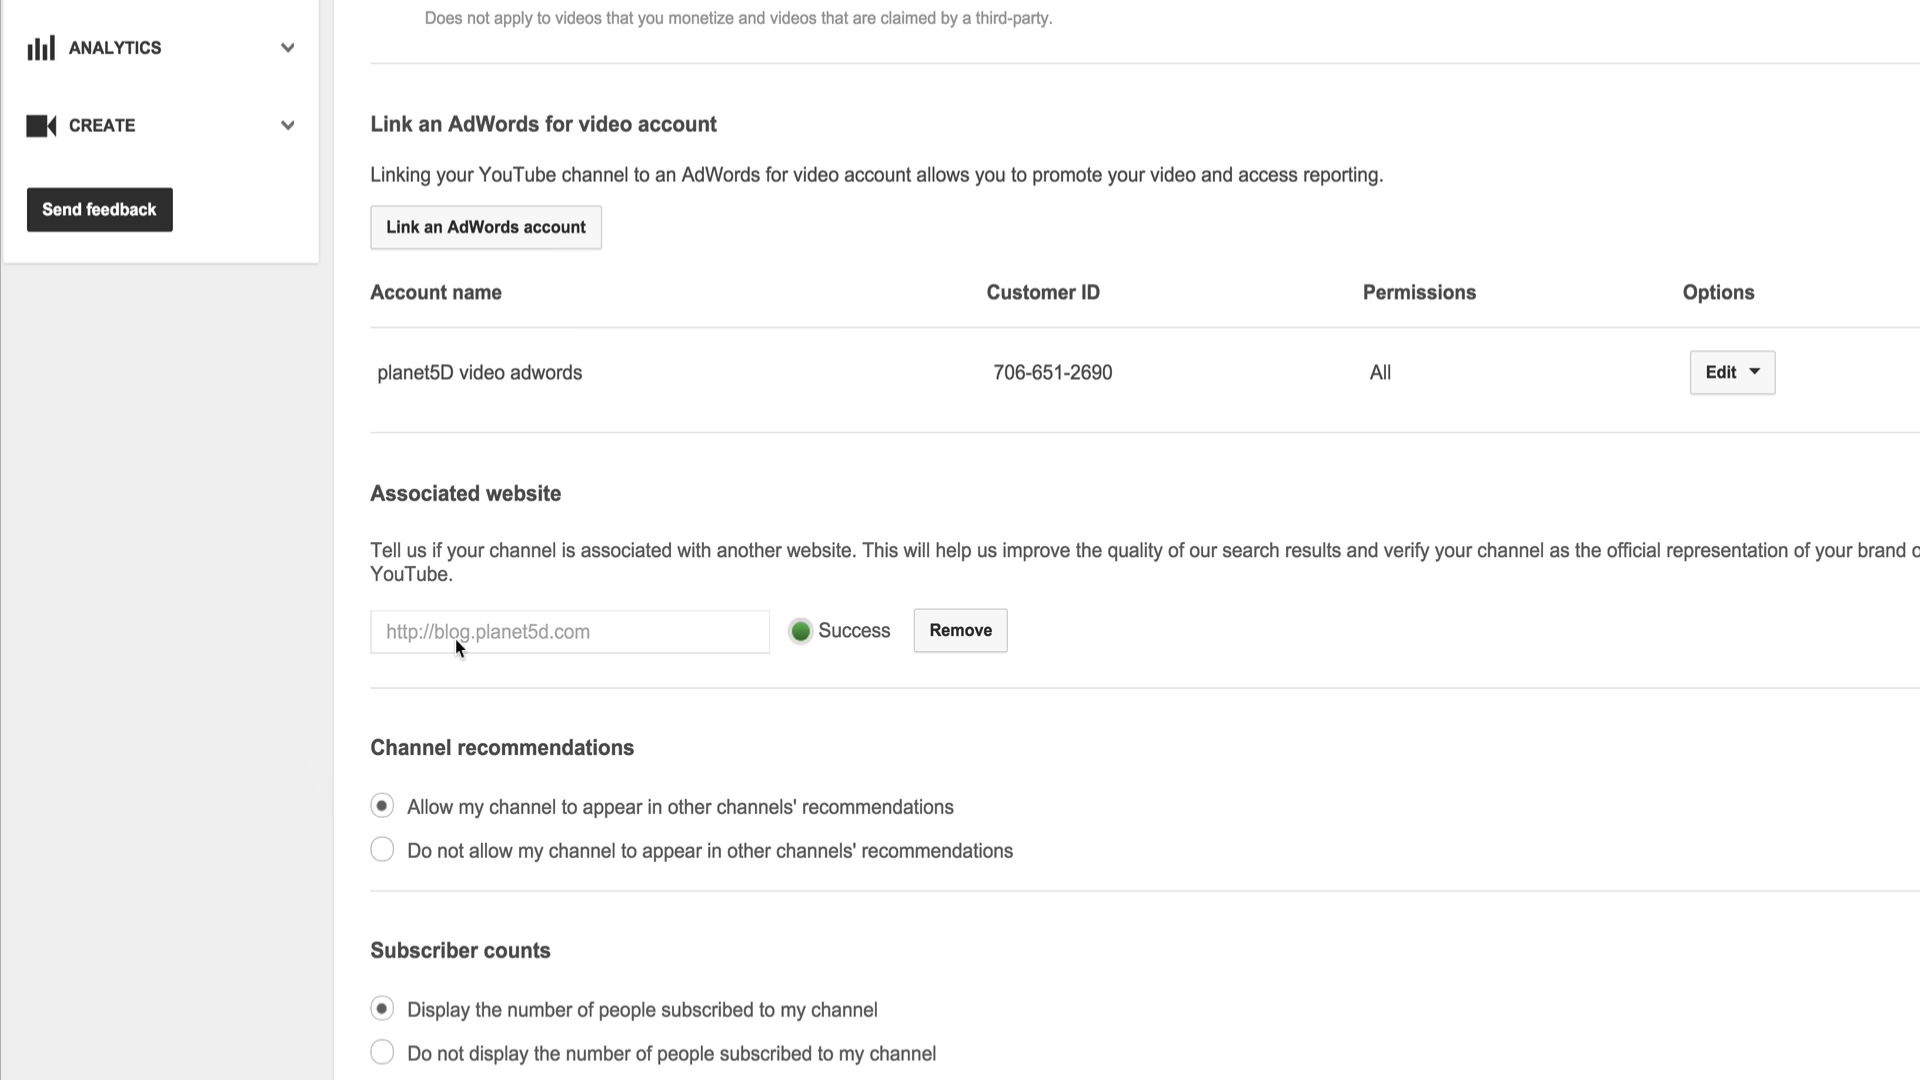 Does not apply to videos that you monetize and videos that are claimed by a third-party.
ANALYTICS
CREATE
Send feedback
Link an AdWords for video account
Linking your YouTube channel to an AdWords for video account allows you to promote your video and access reporting.
Link an AdWords account
Account name Customer ID Permissions Options
planet5D video adwords 706-651-2690 All Edit
Associated website
Tell us if your channel is associated with another website. This will help us improve the quality of our search results and verify your channel as the official representation of your brand
YouTube.
http://blog.planet5d.com Success Remove
Channel recommendations
Allow my channel to appear in other channels' recommendations
Do not allow my channel to appear in other channels' recommendations
Subscriber counts
Display the number of people subscribed to my channel
Do not display the number of people subscribed to my channel